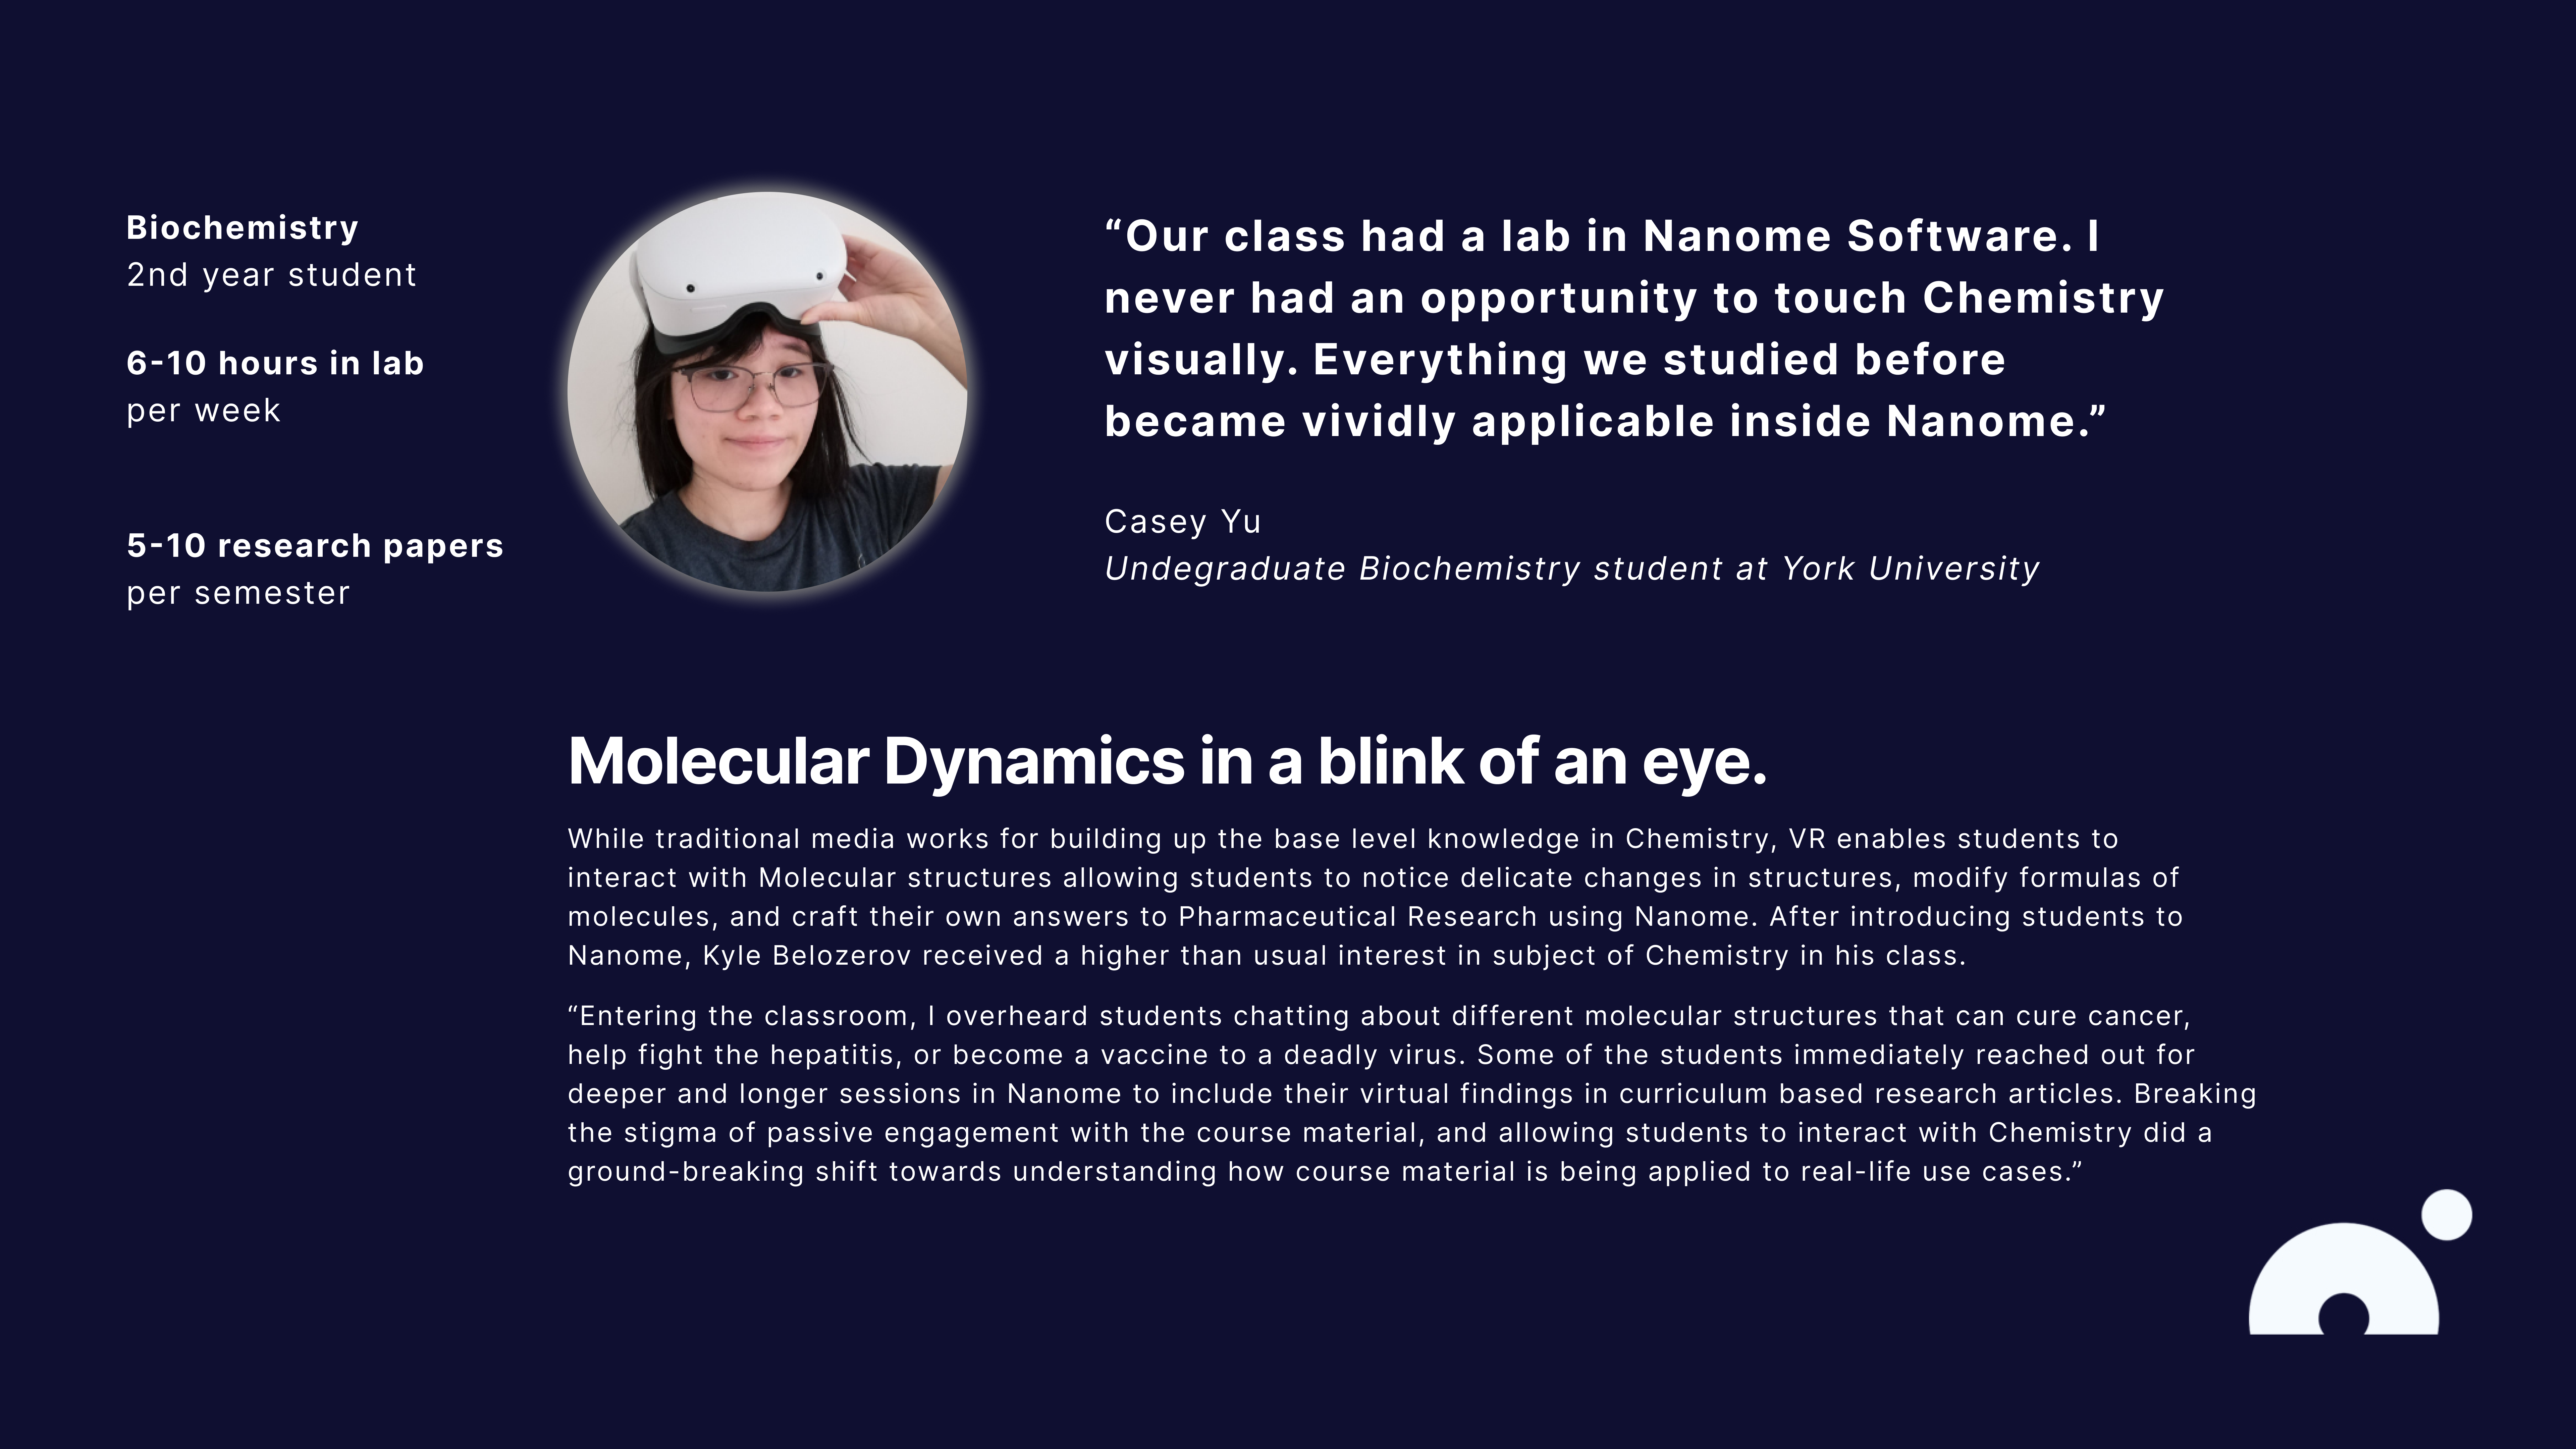 Biochemistry
2nd year student
6-10 hours in lab
per week
5-10 research papers
per semester
“Our class had a lab in Nanome Software. I
never had an opportunity to touch Chemistry
visually. Everything we studied before
became vividly applicable inside Nanome.”
Casey Yu
Undegraduate Biochemistry student at York University
Molecular Dynamics in a blink of an eye.
While traditional media works for building up the base level knowledge in Chemistry, VR enables students to
interact with Molecular structures allowing students to notice delicate changes in structures, modify formulas of
molecules, and craft their own answers to Pharmaceutical Research using Nanome. After introducing students to
Nanome, Kyle Belozerov received a higher than usual interest in subject of Chemistry in his class.
“Entering the classroom, I overheard students chatting about different molecular structures that can cure cancer,
help fight the hepatitis, or become a vaccine to a deadly virus. Some of the students immediately reached out for
deeper and longer sessions in Nanome to include their virtual findings in curriculum based research articles. Breaking
the stigma of passive engagement with the course material, and allowing students to interact with Chemistry did a
ground-breaking shift towards understanding how course material is being applied to real-life use cases.”